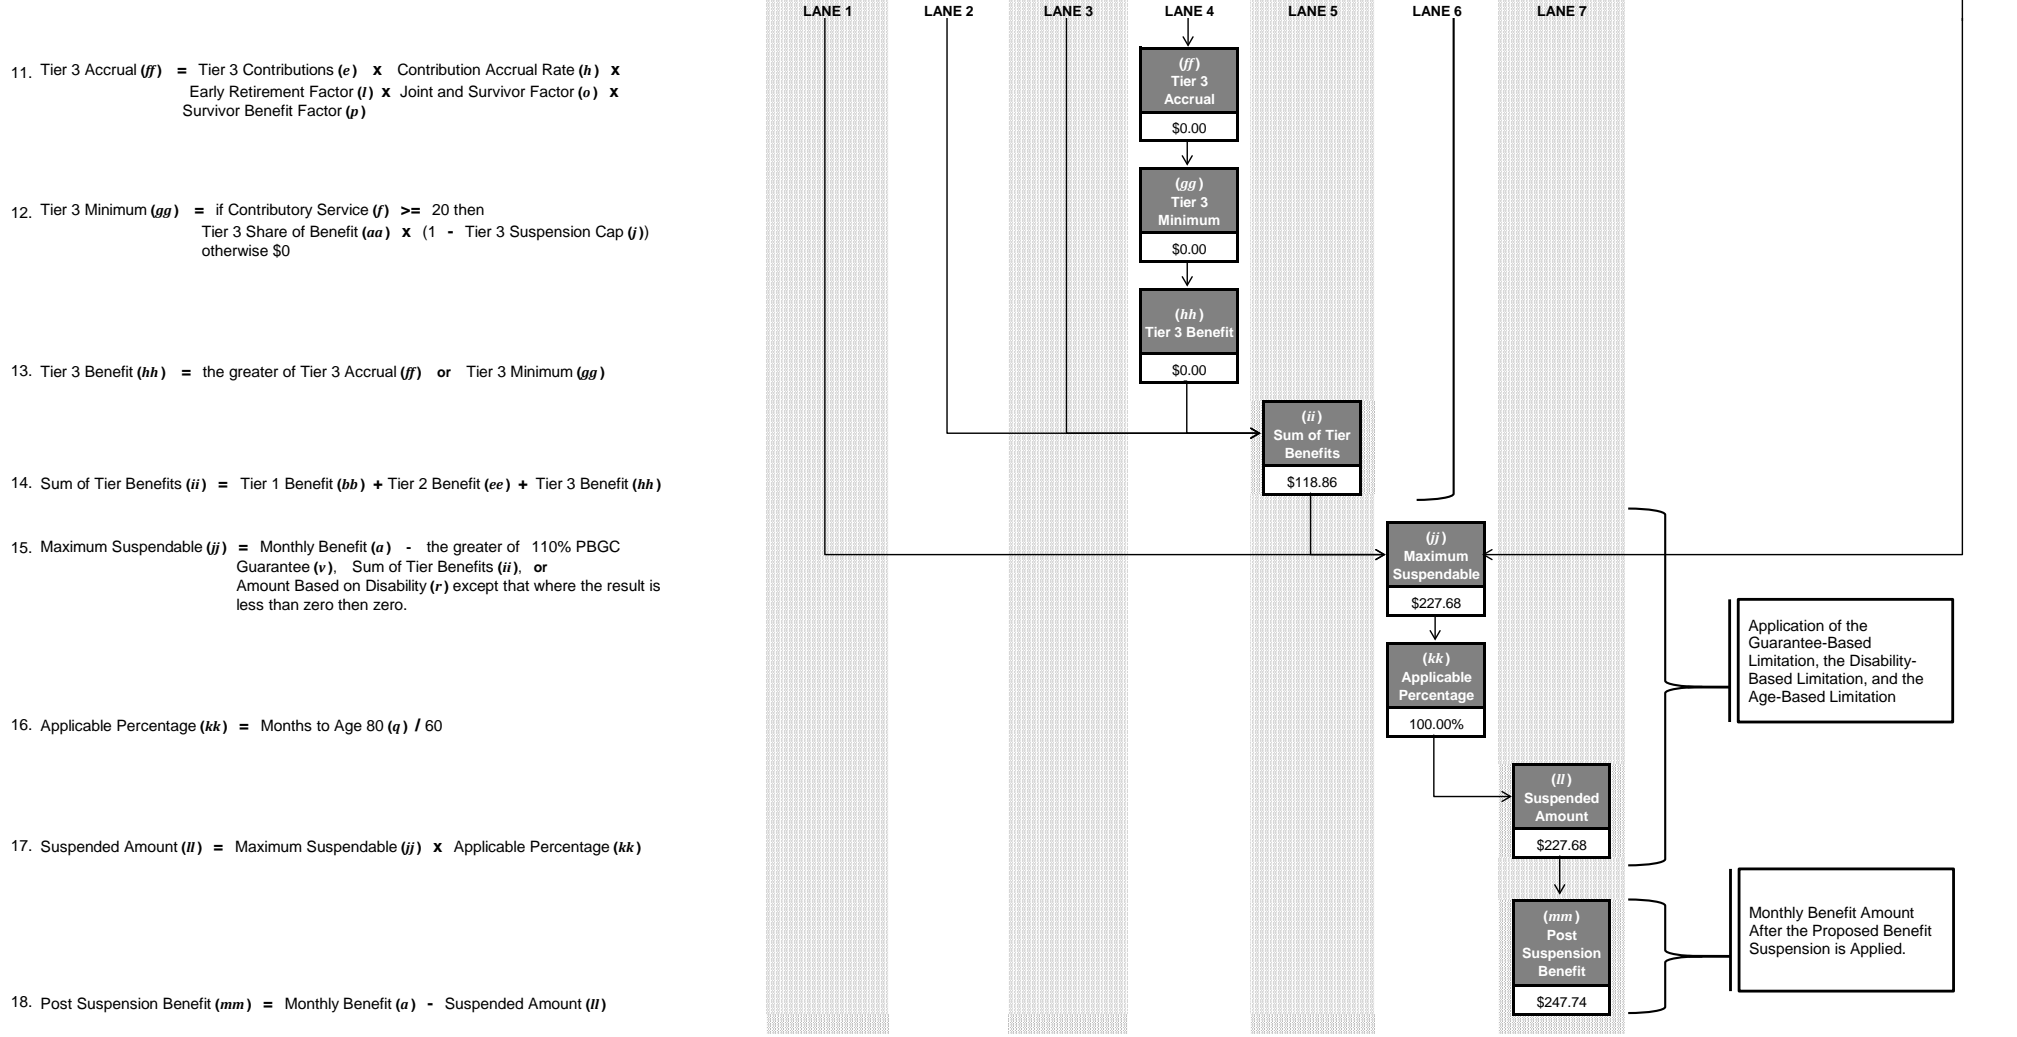 LANE 1 LANE 2 LANE 3 LANE 4 LANE 5 LANE 6 LANE 7
11. Tier 3 Accrual (ff) = Tier 3 Contributions (e) x Contribution Accrual Rate (h) x
Early Retirement Factor (l) x Joint and Survivor Factor (o) x
Survivor Benefit Factor (p)
(ff)
Tier 3
Accrual
$0.00
12. Tier 3 Minimum (gg) = if Contributory Service (f) >= 20 then
Tier 3 Share of Benefit (aa) x (1 - Tier 3 Suspension Cap (j))
otherwise $0
(gg)
Tier 3
Minimum
$0.00
13. Tier 3 Benefit (hh) = the greater of Tier 3 Accrual (ff) or Tier 3 Minimum (gg)
(hh)
Tier 3 Benefit
$0.00
14. Sum of Tier Benefits (ii) = Tier 1 Benefit (bb) + Tier 2 Benefit (ee) + Tier 3 Benefit (hh)
(ii)
Sum of Tier
Benefits
$118.86
15. Maximum Suspendable (jj) = Monthly Benefit (a) - the greater of 110% PBGC
Guarantee (v), Sum of Tier Benefits (ii), or
Amount Based on Disability (r) except that where the result is
less than zero then zero.
(jj)
Maximum
Suspendable
$227.68
16. Applicable Percentage (kk) = Months to Age 80 (q) / 60
(kk)
Applicable
Percentage
100.00%
Application of the
Guarantee-Based
Limitation, the Disability-
Based Limitation, and the
Age-Based Limitation
17. Suspended Amount (ll) = Maximum Suspendable (jj) x Applicable Percentage (kk)
(ll)
Suspended
Amount
$227.68
18. Post Suspension Benefit (mm) = Monthly Benefit (a) - Suspended Amount (ll)
(mm)
Post
Suspension
Benefit
$247.74
Monthly Benefit Amount
After the Proposed Benefit
Suspension is Applied.